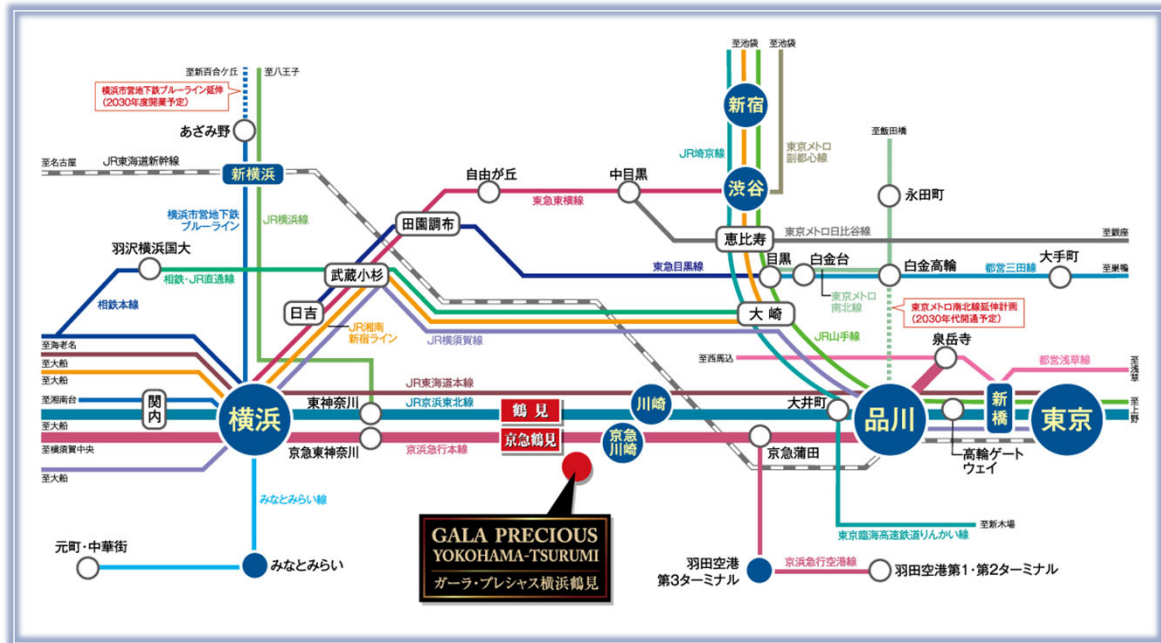 至新百合ケ丘
至八王子
横浜市営地下鉄ブルーライン延伸
(2030年度開業予定)
あざみ野
至名古屋
JR東海道新幹線
新横浜
横浜市営地下鉄
ブルーライン
JR横浜線
羽沢横浜国大
相鉄・JR直通線
相鉄本線
日吉
武蔵小杉
田園調布
自由が丘
中目黒
東急東横線
JR湘南
新宿ライン
JR横須賀線
東急目黒線
至池袋
至池袋
新宿
JR埼京線
東京メトロ
副都心線
渋谷
恵比寿
東京メトロ日比谷線
至銀座
至飯田橋
永田町
目黒
白金台
白金高輪
都営三田線
大手町
至巣鴨
東京メトロ
南北線
東京メトロ南北線延伸計画
(2030年代開通予定)
大崎
JR山手線
泉岳寺
至西馬込
都営浅草線
至浅草
至海老名
至大船
至大船
至湘南台
至大船
至横須賀中央
至大船
関内
横浜
東神奈川
京急東神奈川
JR東海道本線
JR京浜東北線
京浜急行本線
鶴見
京急鶴見
川崎
京急
川崎
大井町
京急蒲田
品川
新橋
東京
至上野
高輪ゲート
ウェイ
みなとみらい線
元町・中華街
みなとみらい
GALA PRECIOUS
YOKOHAMA-TSURUMI
ガーラ・プレシャス横浜鶴見
至新木場
東京臨海高速鉄道りんかい線
羽田空港
第3ターミナル
京浜急行空港線
羽田空港第1・第2ターミナル